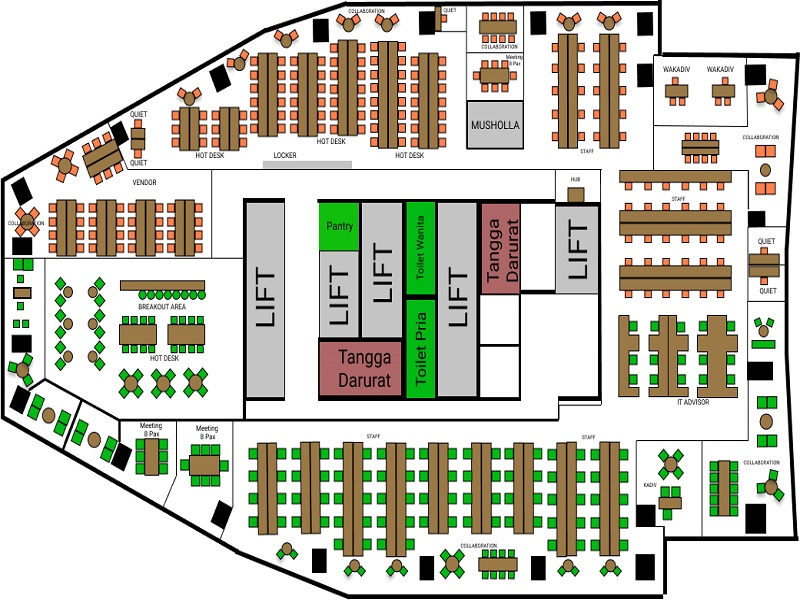 COLLABORATION
QUIET
COLLABORATION
Meeting
8 Pax
MUSHOLLA
WAKADIV
WAKADIV
COLLABORATION
STAFF
QUIET
QUIET
HOT DESK
HOT DESK
LOCKER
HOT DESK
VENDOR
COLLABORATION
HUB
STAFF
QUIET
QUIET
LIFT
Pantry
LIFT
LIFT
Toilet Wanita
Toilet Pria
LIFT
Tangga
Darurat
LIFT
Tangga
Darurat
BREAKOUT AREA
HOT DESK
IT ADVISOR
Meeting
8 Pax
Meeting
8 Pax
STAFF
STAFF
KADIV
COLLABORATION
COLLABORATION